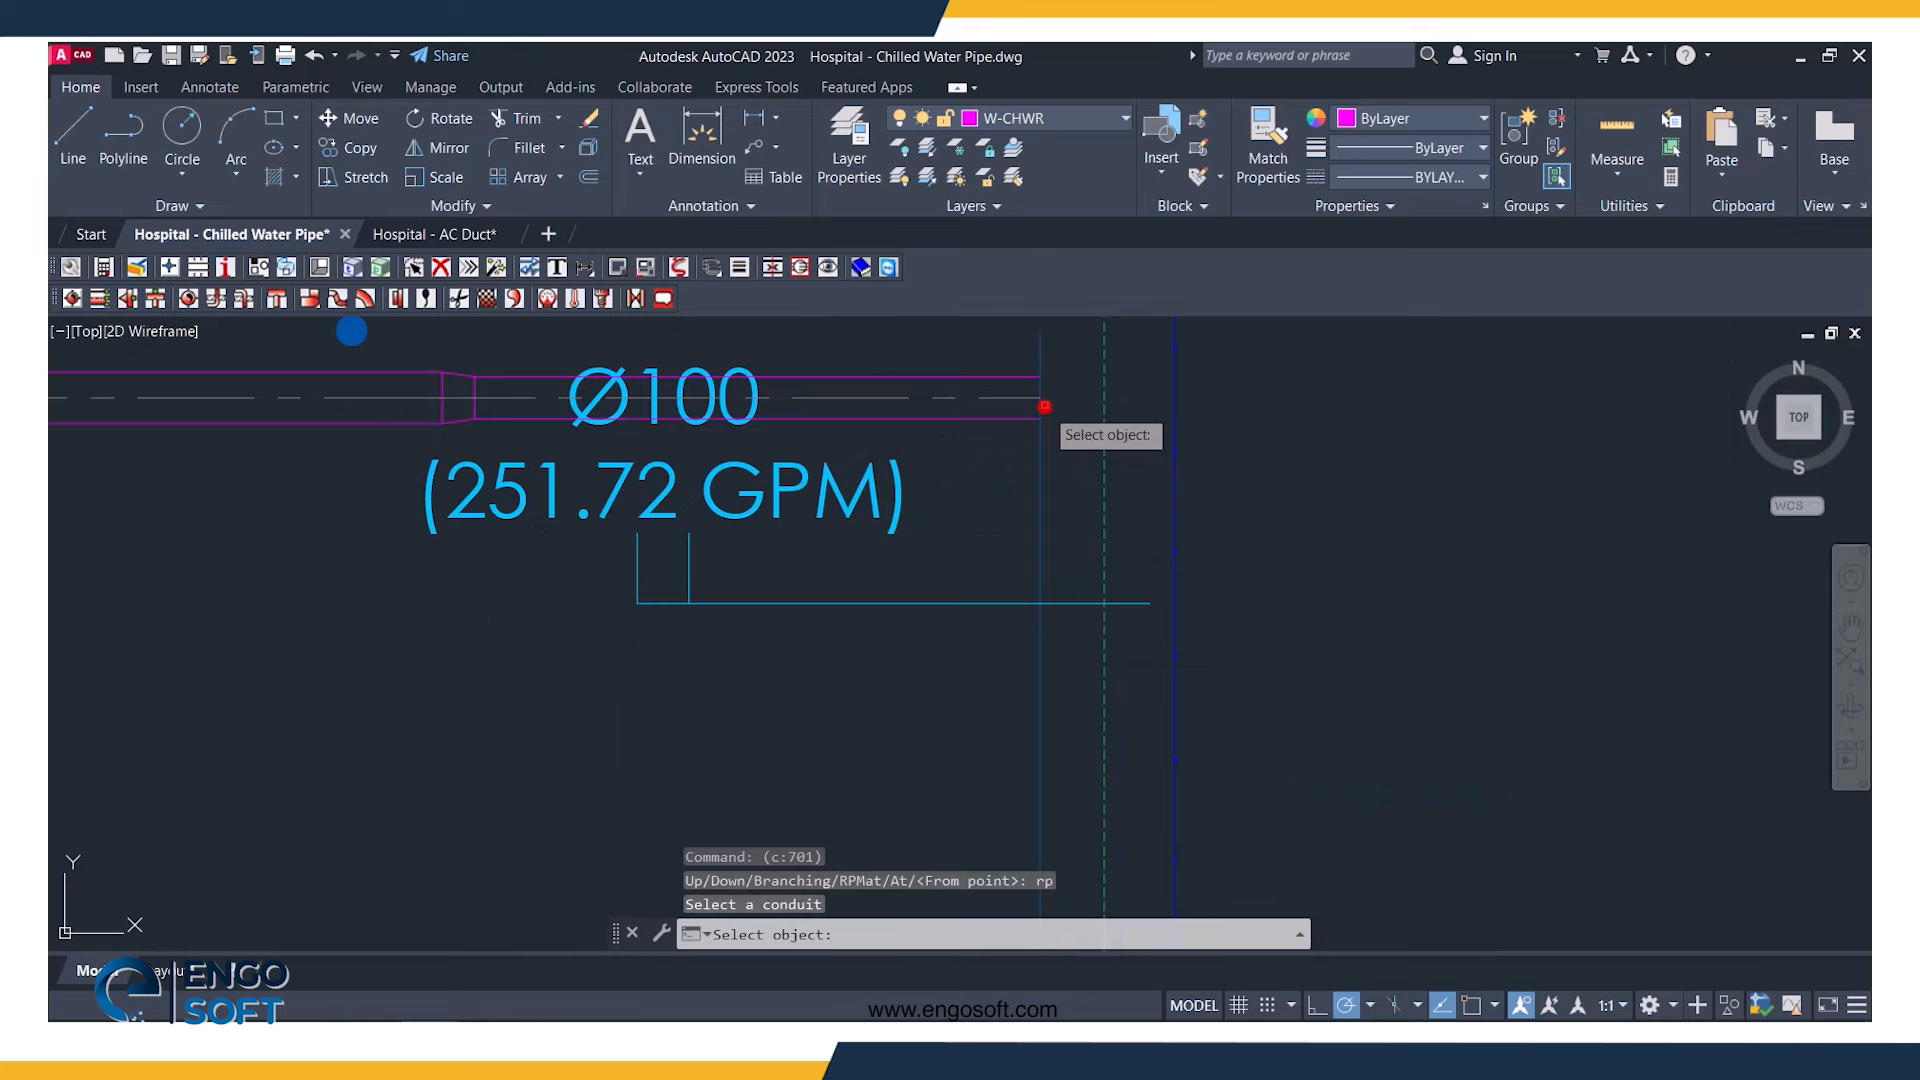 A CAD
Share
Autodesk AutoCAD 2023 Hospital - Chilled Water Pipe.dwg
Type a keyword or phrase
Sign In
Home Insert Annotate Parametric View Manage Output Add-ins Collaborate Express Tools Featured Apps
Line Polyline Circle Arc
Move Rotate Trim
Copy Mirror Fillet
Stretch Scale Array
Text Dimension Table
Layer Properties
W-CHWR
Insert
Match Properties
ByLayer
ByLayer
BYLAY...
Group Measure Paste Base
Draw Modify Annotation Layers Block Properties Groups Utilities Clipboard View
Start Hospital - Chilled Water Pipe* Hospital - AC Duct*
[−][Top][2D Wireframe]
Ø100
(251.72 GPM)
Select object:
N
W TOP E
S
WCS
Command: (c:701)
Up/Down/Branching/RPMat/At/<From point>: rp
Select a conduit
Select object:
Y
X
ENGO
SOFT
www.engosoft.com
MODEL 1:1